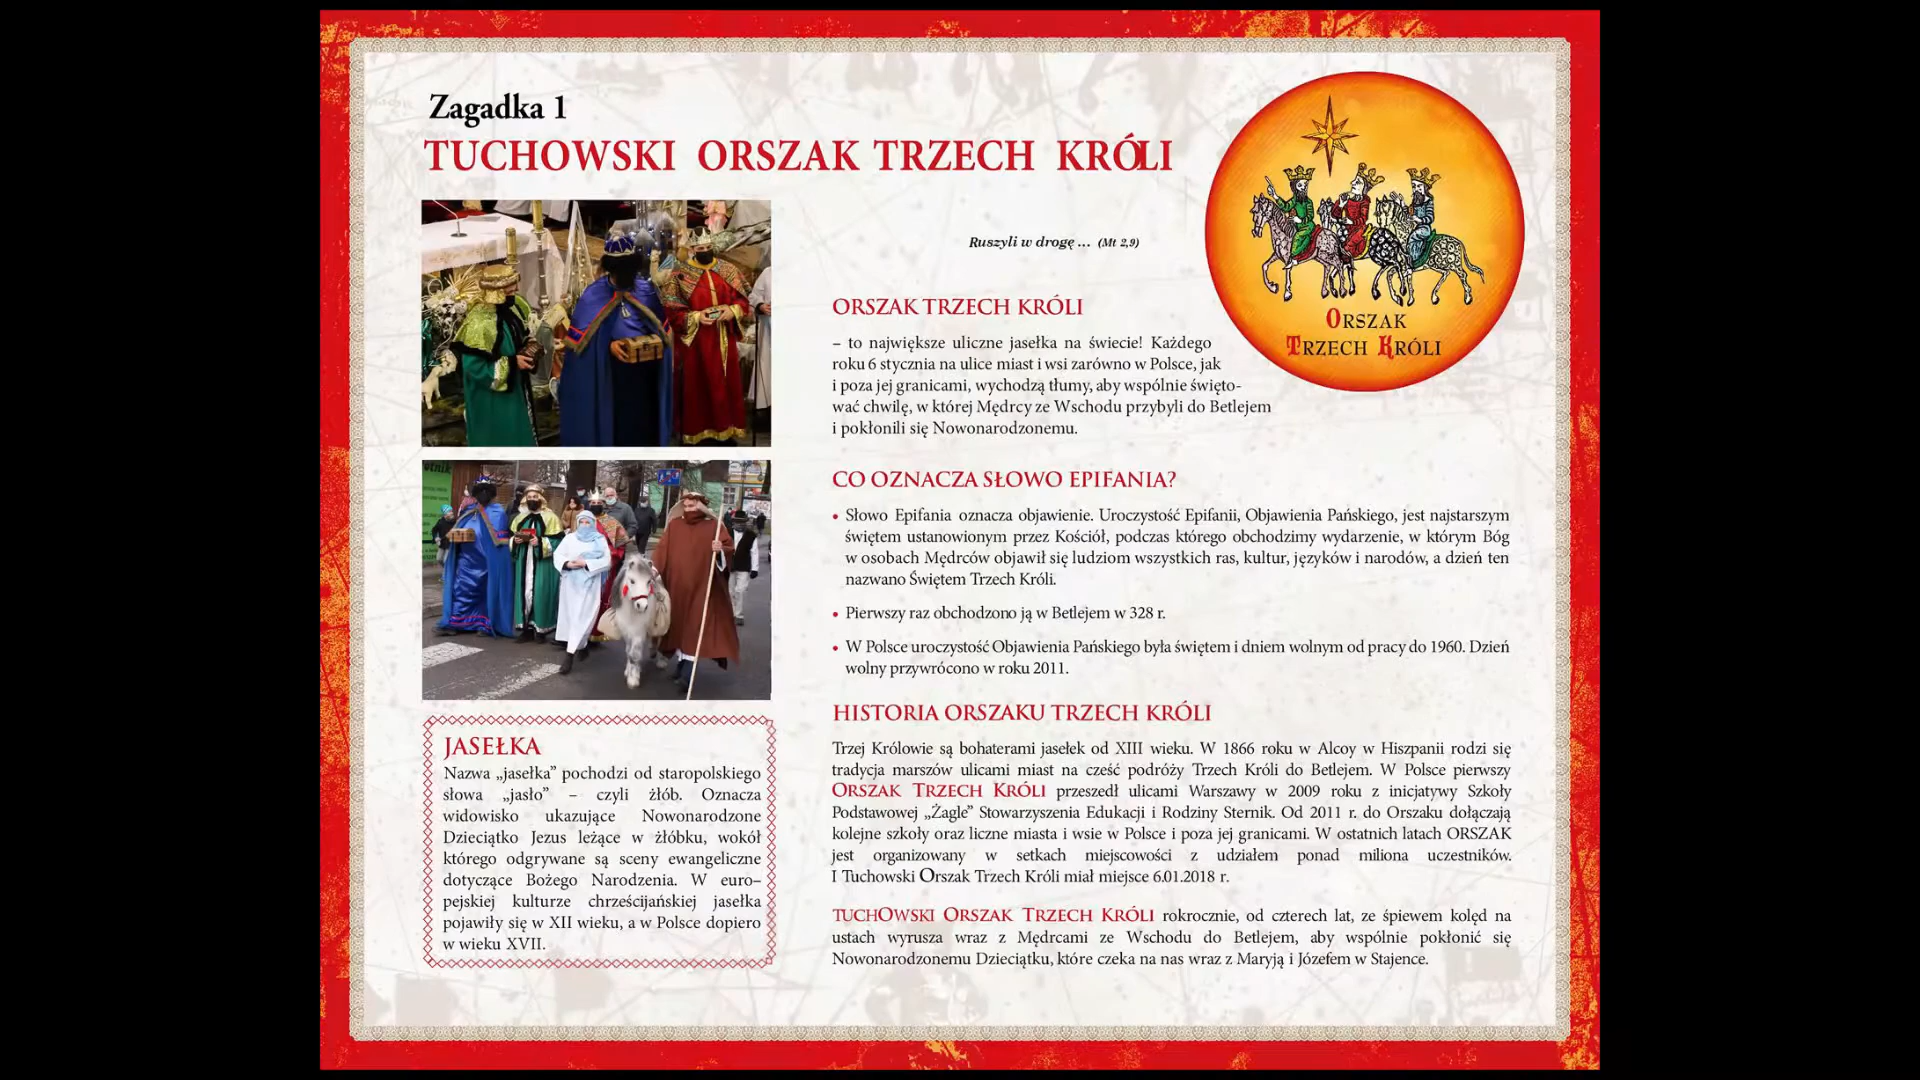 Zagadka 1
TUCHOWSKI ORSZAK TRZECH KRÓLI
Ruszyli w drogę ... (Mt 2,9)
ORSZAK
TRZECH KRÓLI
ORSZAK TRZECH KRÓLI
– to największe uliczne jasełka na świecie! Każdego
roku 6 stycznia na ulice miast i wsi zarówno w Polsce, jak
i poza jej granicami, wychodzą tłumy, aby wspólnie święto-
wać chwilę, w której Mędrcy ze Wschodu przybyli do Betlejem
i pokłonili się Nowonarodzonemu.
CO OZNACZA SŁOWO EPIFANIA?
• Słowo Epifania oznacza objawienie. Uroczystość Epifanii, Objawienia Pańskiego, jest najstarszym
świętem ustanowionym przez Kościół, podczas którego obchodzimy wydarzenie, w którym Bóg
w osobach Mędrców objawił się ludziom wszystkich ras, kultur, języków i narodów, a dzień ten
nazwano Świętem Trzech Króli.
• Pierwszy raz obchodzono ją w Betlejem w 328 r.
• W Polsce uroczystość Objawienia Pańskiego była świętem i dniem wolnym od pracy do 1960. Dzień
wolny przywrócono w roku 2011.
HISTORIA ORSZAKU TRZECH KRÓLI
Trzej Królowie są bohaterami jasełek od XIII wieku. W 1866 roku w Alcoy w Hiszpanii rodzi się
tradycja marszów ulicami miast na cześć podróży Trzech Króli do Betlejem. W Polsce pierwszy
ORSZAK TRZECH KRÓLI przeszedł ulicami Warszawy w 2009 roku z inicjatywy Szkoły
Podstawowej „Żagle” Stowarzyszenia Edukacji i Rodziny Sternik. Od 2011 r. do Orszaku dołączają
kolejne szkoły oraz liczne miasta i wsie w Polsce i poza jej granicami. W ostatnich latach ORSZAK
jest organizowany w setkach miejscowości z udziałem ponad miliona uczestników.
I Tuchowski Orszak Trzech Króli miał miejsce 6.01.2018 r.
TUCHOWSKI ORSZAK TRZECH KRÓLI rokrocznie, od czterech lat, ze śpiewem kolęd na
ustach wyrusza wraz z Mędrcami ze Wschodu do Betlejem, aby wspólnie pokłonić się
Nowonarodzonemu Dzieciątku, które czeka na nas wraz z Maryją i Józefem w Stajence.
JASEŁKA
Nazwa „jasełka” pochodzi od staropolskiego
słowa „jasło” – czyli żłób. Oznacza
widowisko ukazujące Nowonarodzone
Dzieciątko Jezus leżące w żłóbku, wokół
którego odgrywane są sceny ewangeliczne
dotyczące Bożego Narodzenia. W euro–
pejskiej kulturze chrześcijańskiej jasełka
pojawiły się w XII wieku, a w Polsce dopiero
w wieku XVII.